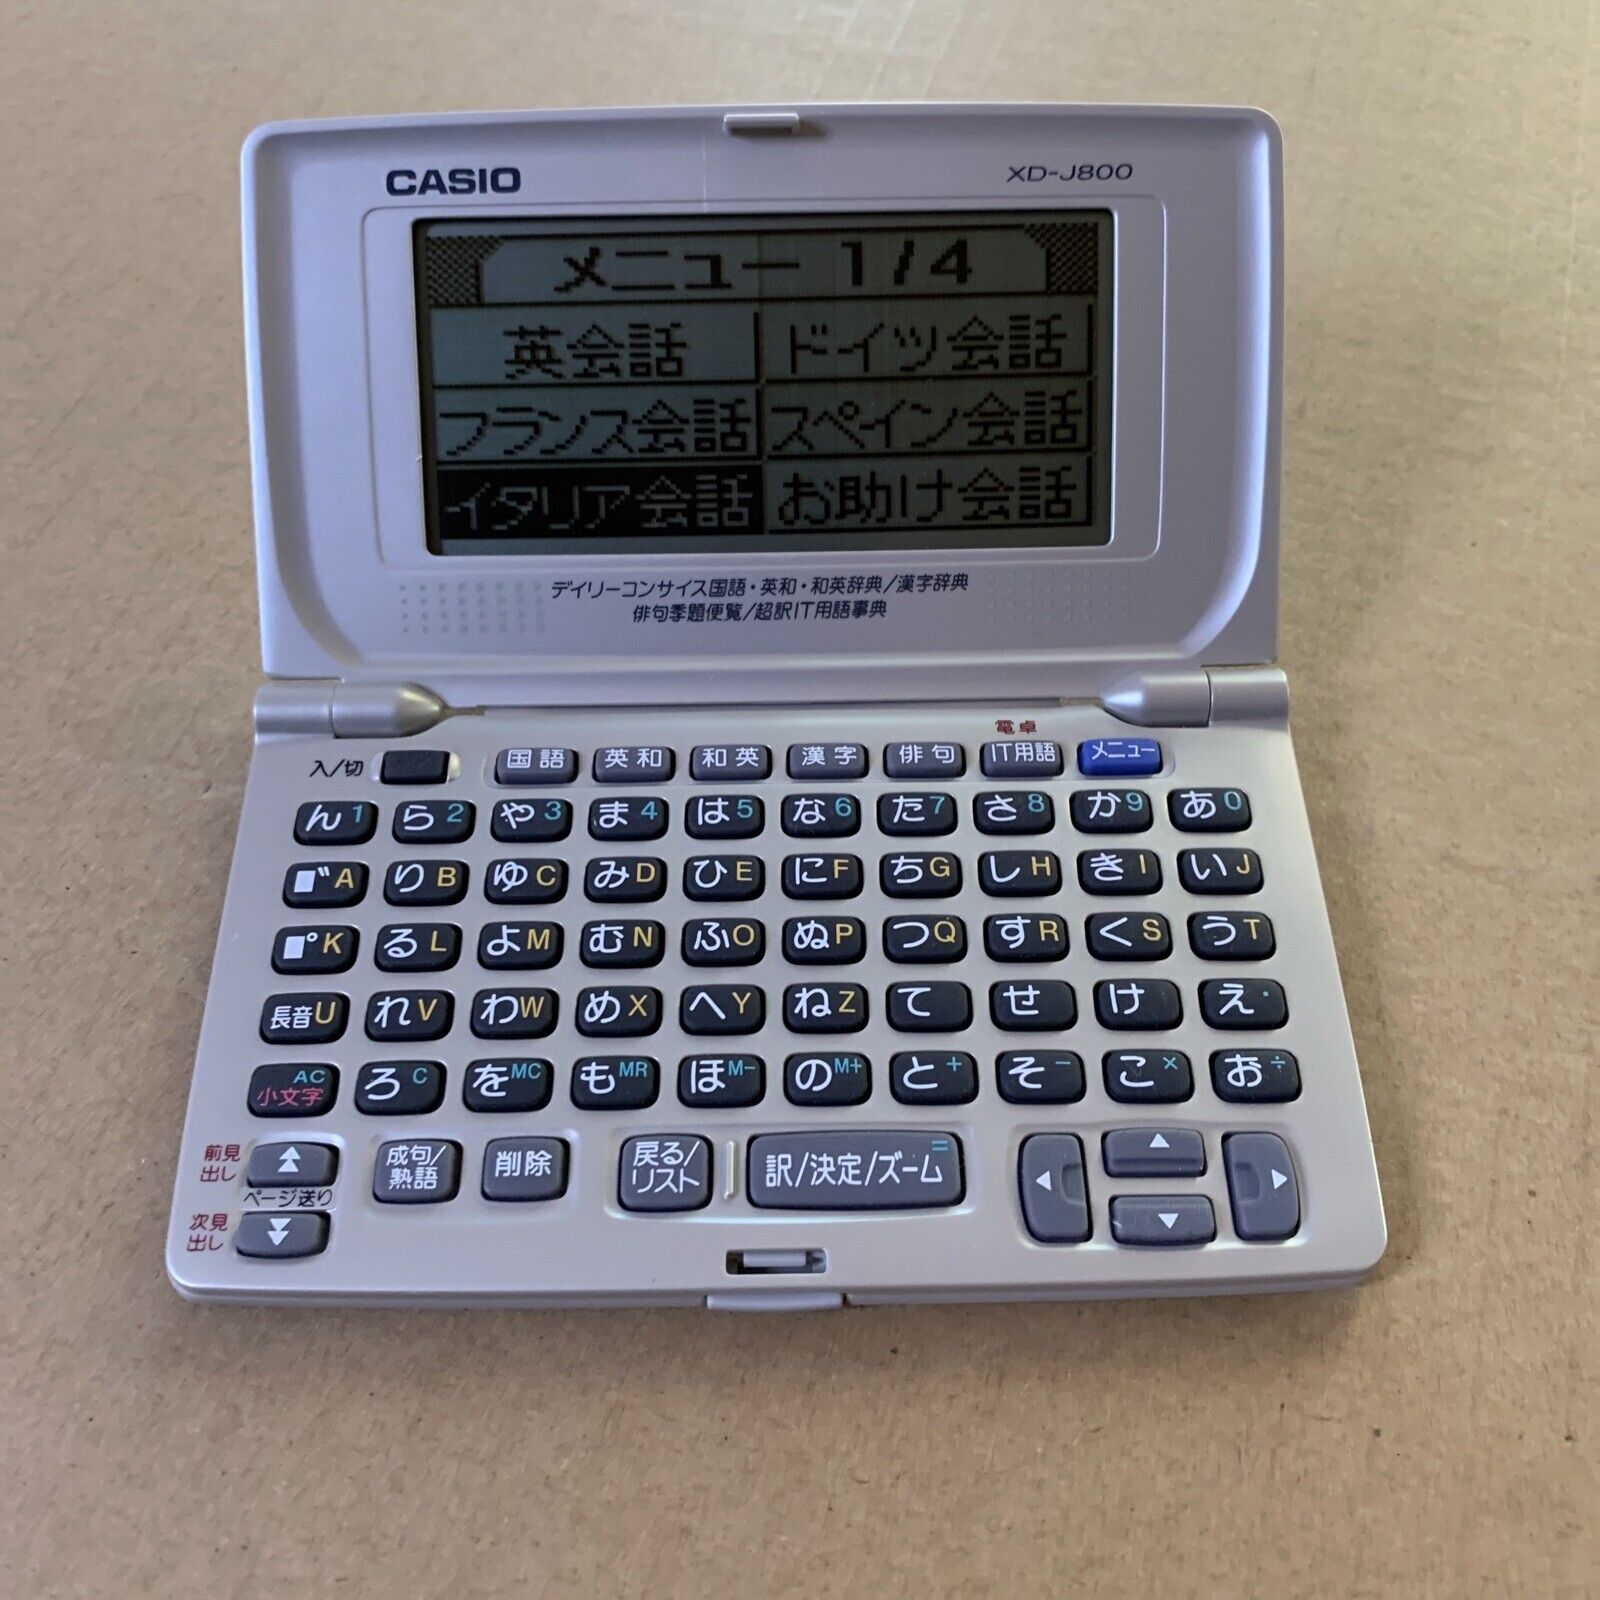 CASIO XD-J800
メニュー 1/4
英会話 ドイツ会話
フランス会話 スペイン会話
イタリア会話 お助け会話
デイリーコンサイス国語・英和・和英辞典/漢字辞典
俳句季題便覧/超訳IT用語事典
電卓
入/切 国語 英和 和英 漢字 俳句 IT用語 メニュー
ん1 ら2 や3 ま4 は5 な6 た7 さ8 か9 あ0
■゛A りB ゆC みD ひE にF ちG しH きI いJ
■゜K るL よM むN ふO ぬP つQ すR くS うT
長音U れV わW めX へY ねZ て せ け え.
AC
小文字 ろC をMC もMR ほM- のM+ と+ そ- こ× お÷
前見
出し
ページ送り
次見
出し
成句/
熟語
削除
戻る/
リスト
訳/決定/ズーム =
◀ ▲ ▼ ▶